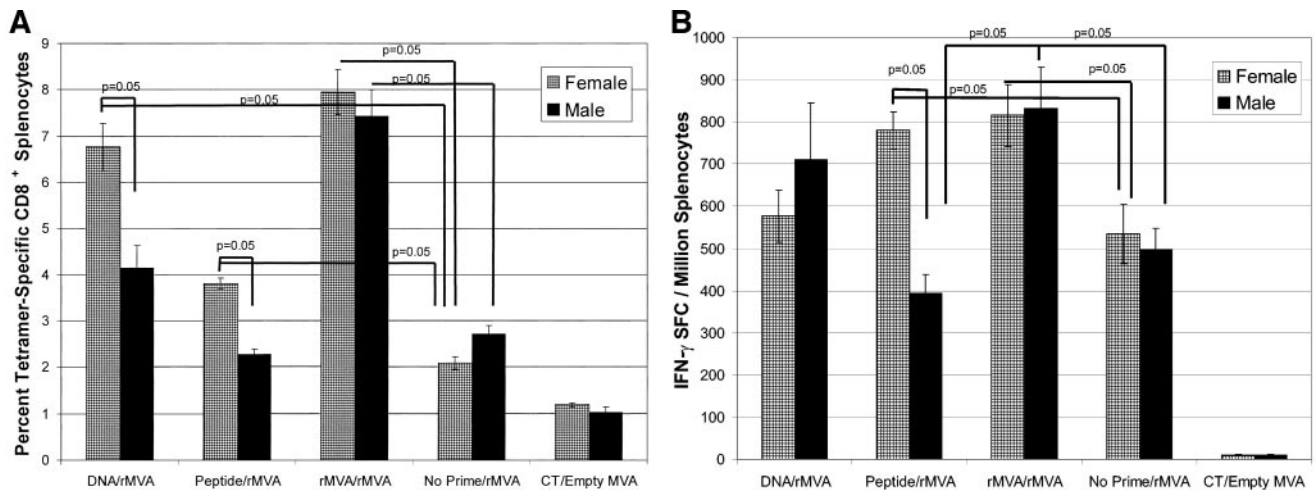 A
Percent Tetramer-Specific CD8 + Splenocytes
9
8
7
6
5
4
3
2
1
0
p=0.05
p=0.05
p=0.05
p=0.05
p=0.05
p=0.05
Female
Male
DNA/rMVA
Peptide/rMVA
rMVA/rMVA
No Prime/rMVA
CT/Empty MVA
B
IFN-γ SFC / Million Splenocytes
1000
900
800
700
600
500
400
300
200
100
0
p=0.05
p=0.05
p=0.05
p=0.05
p=0.05
Female
Male
DNA/rMVA
Peptide/rMVA
rMVA/rMVA
No Prime/rMVA
CT/Empty MVA